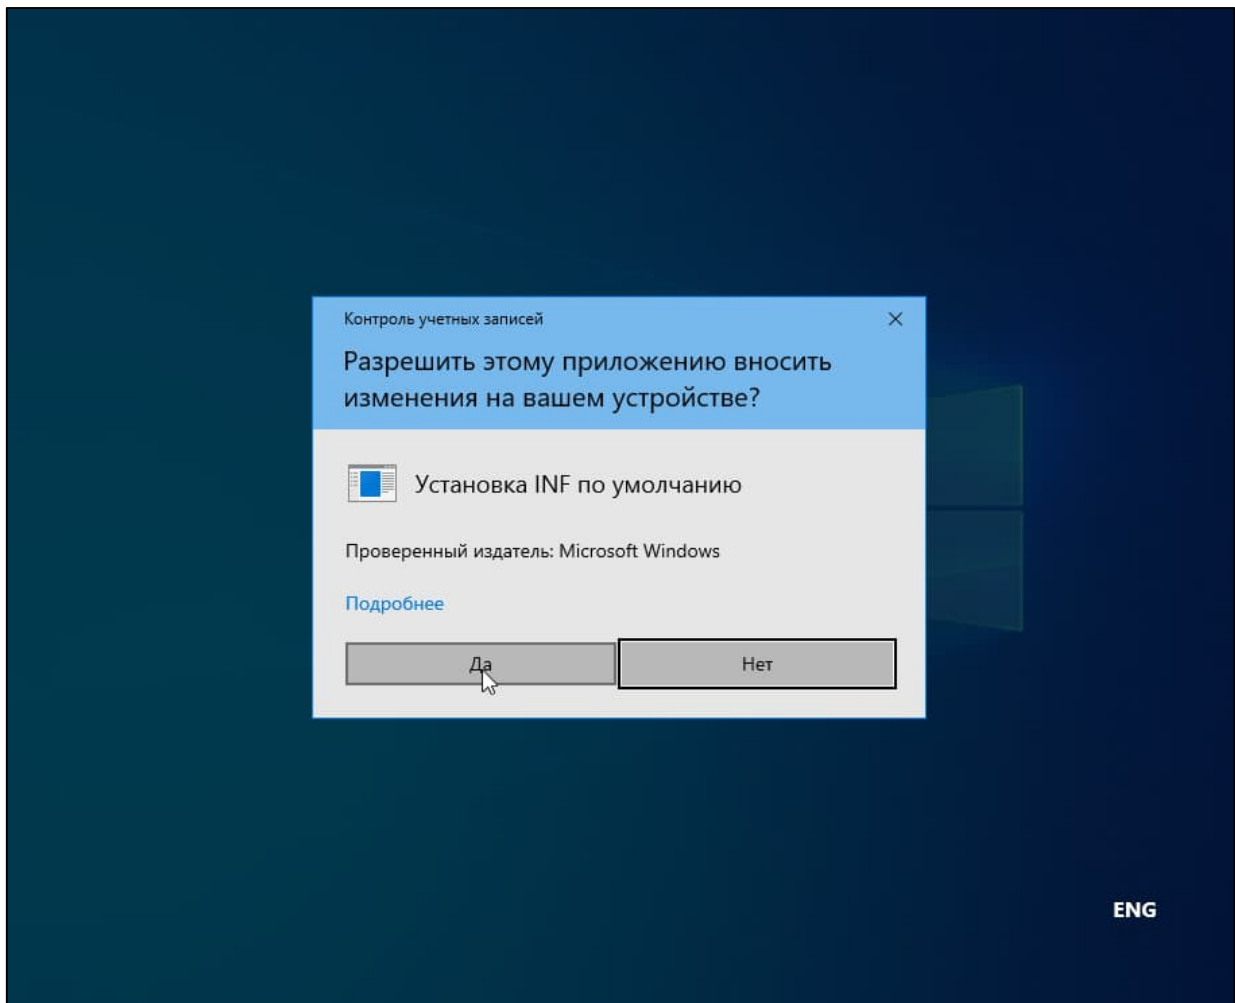 Контроль учетных записей
Разрешить этому приложению вносить
изменения на вашем устройстве?
Установка INF по умолчанию
Проверенный издатель: Microsoft Windows
Подробнее
Да
Нет
ENG